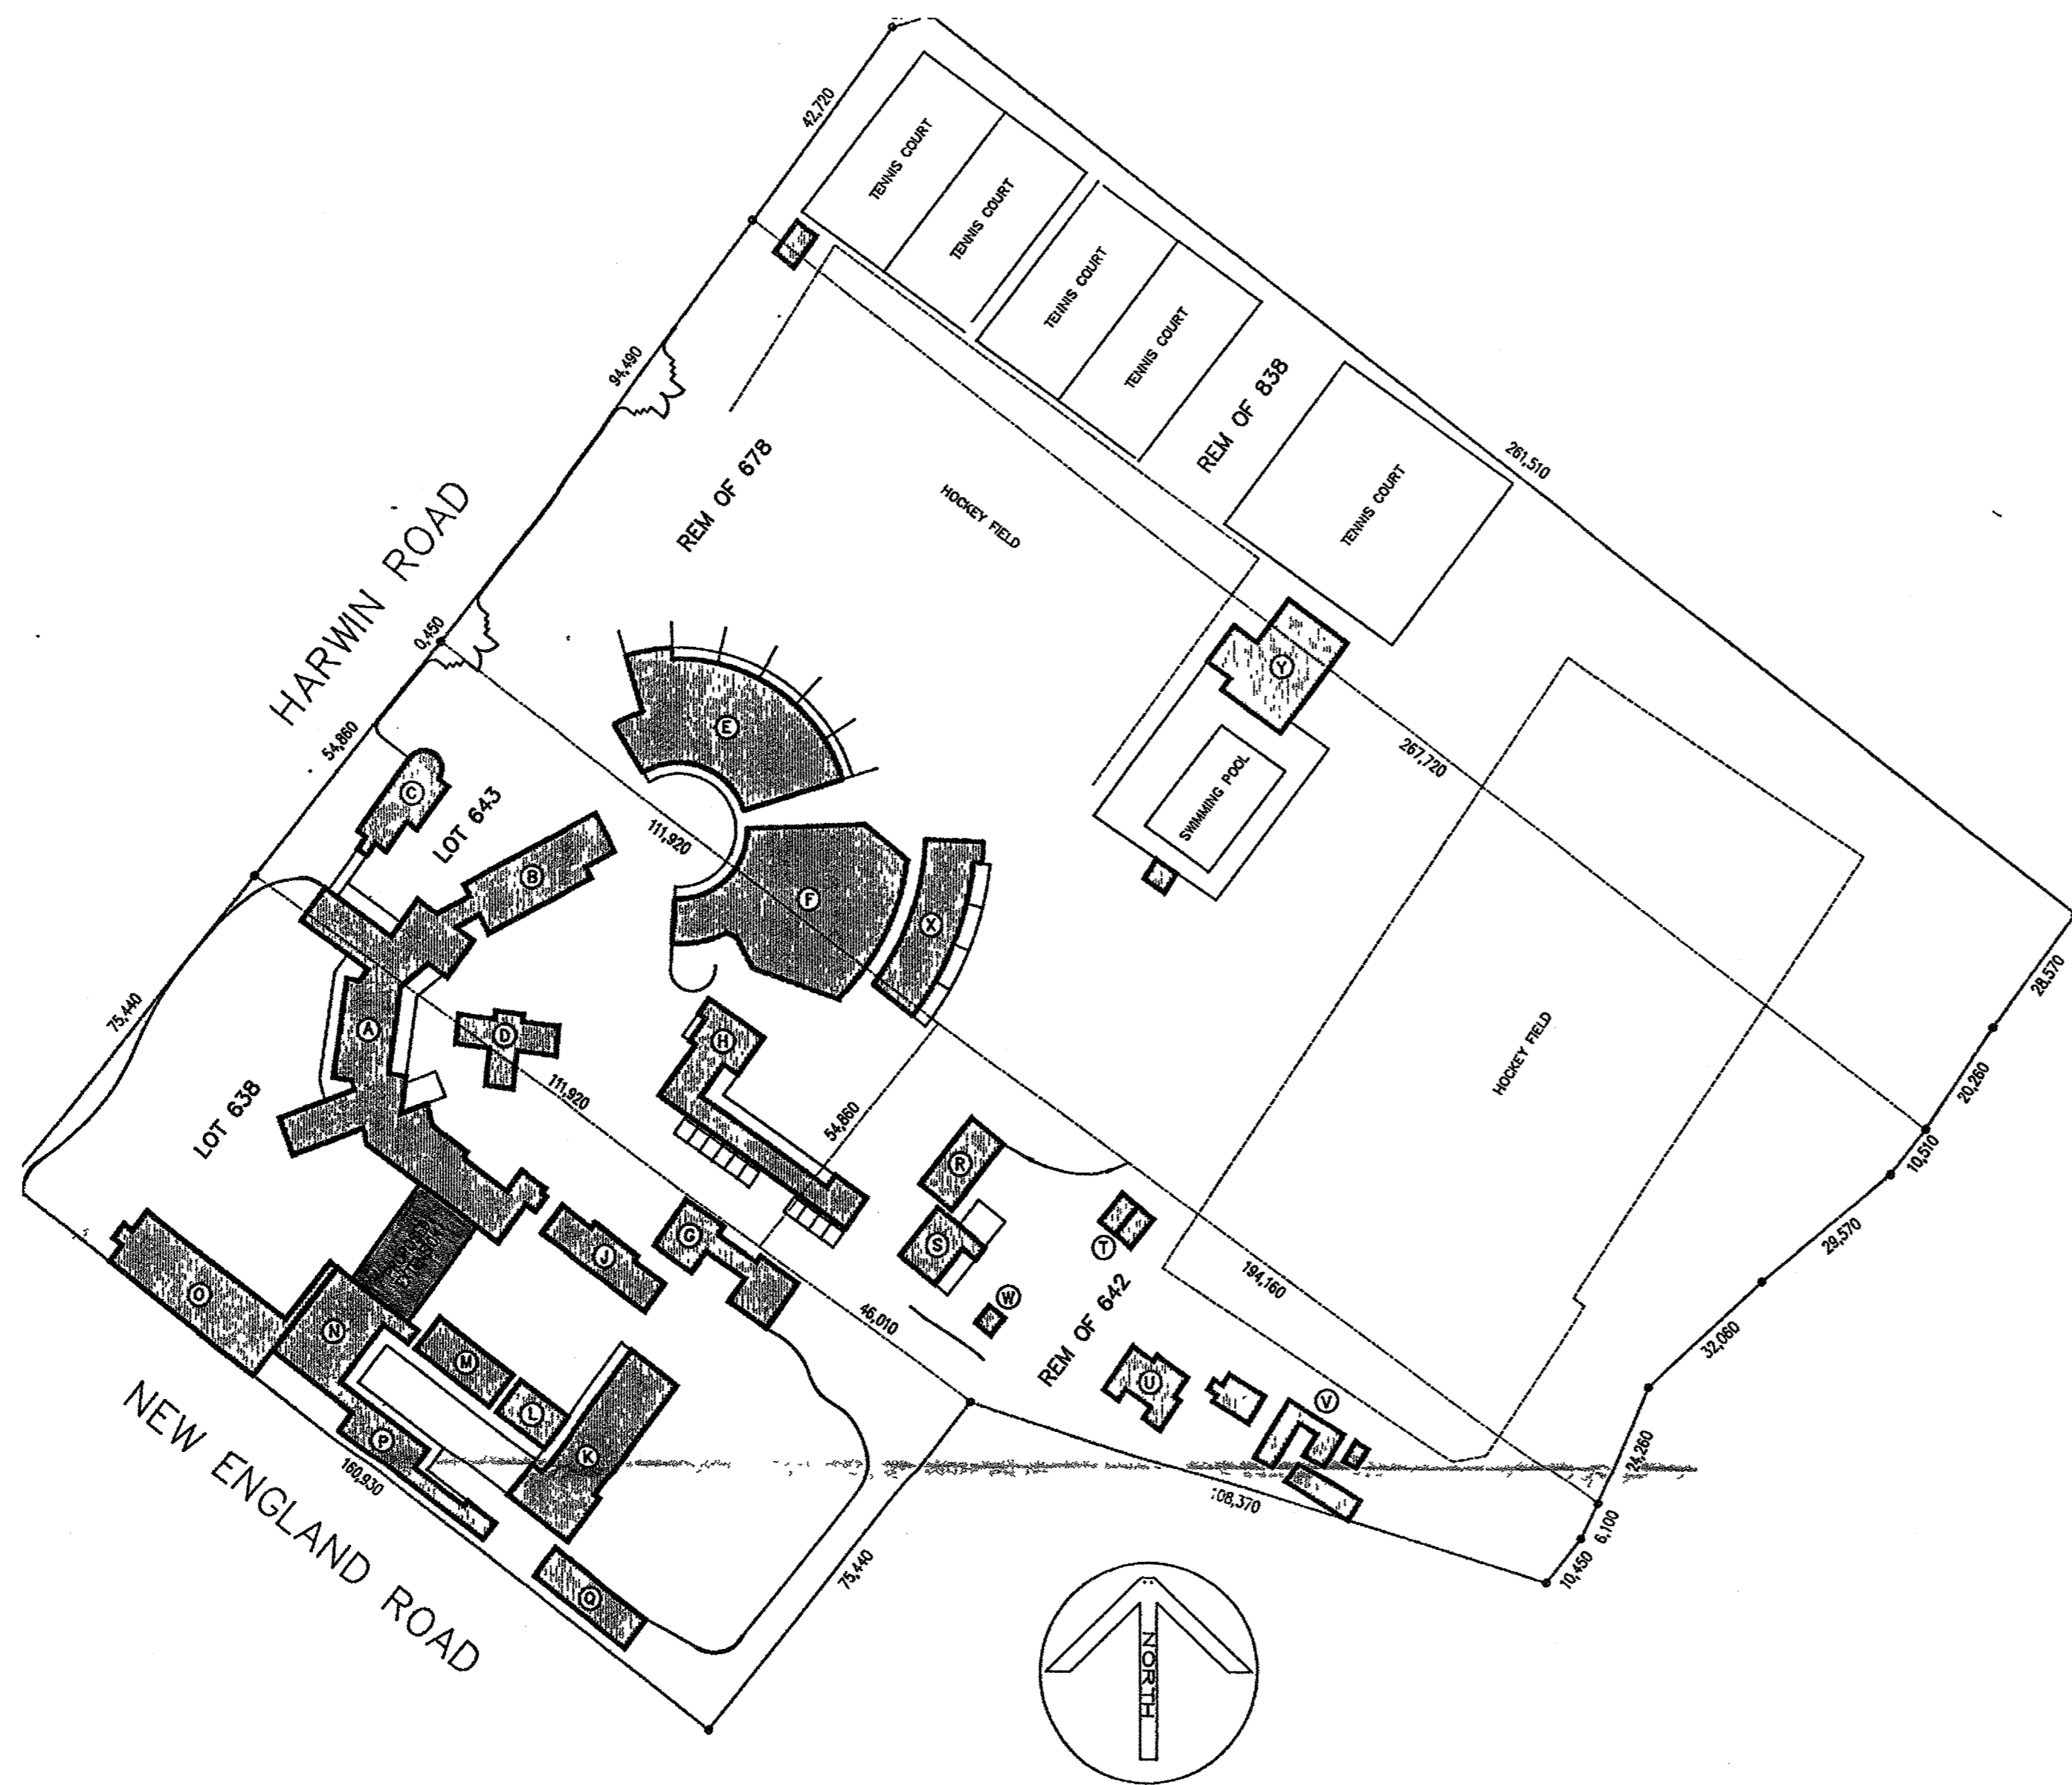 42,720
TENNIS COURT
TENNIS COURT
TENNIS COURT
TENNIS COURT
94,490
REM OF 838
REM OF 678
HOCKEY FIELD
TENNIS COURT
261,510
HARWIN ROAD
0,450
54,860
E
Y
267,720
SWIMMING POOL
C
LOT 643
111,920
B
F
X
28,570
75,440
A
D
H
HOCKEY FIELD
20,260
111,920
54,860
LOT 638
R
10,510
G
J
S
T
29,570
W
194,160
O
N
46,010
REM OF 642
32,060
M
U
V
L
P
K
24,260
160,930
108,370
6,100
NEW ENGLAND ROAD
10,450
75,440
Q
NORTH